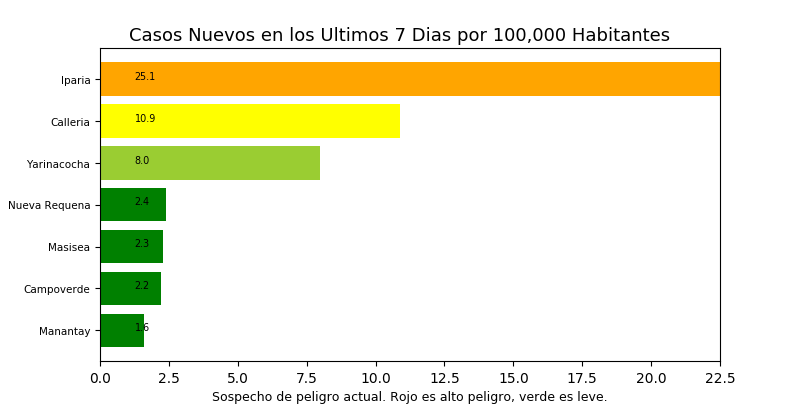 Casos Nuevos en los Ultimos 7 Dias por 100,000 Habitantes
Iparia 25.1
Calleria 10.9
Yarinacocha 8.0
Nueva Requena 2.4
Masisea 2.3
Campoverde 2.2
Manantay 1.6
0.0 2.5 5.0 7.5 10.0 12.5 15.0 17.5 20.0 22.5
Sospecho de peligro actual. Rojo es alto peligro, verde es leve.